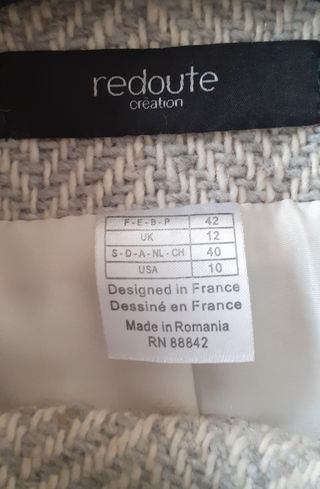 redoute
création
F-E-B-P 42
UK 12
S-D-A-NL-CH 40
USA 10
Designed in France
Dessiné en France
Made in Romania
RN 88842